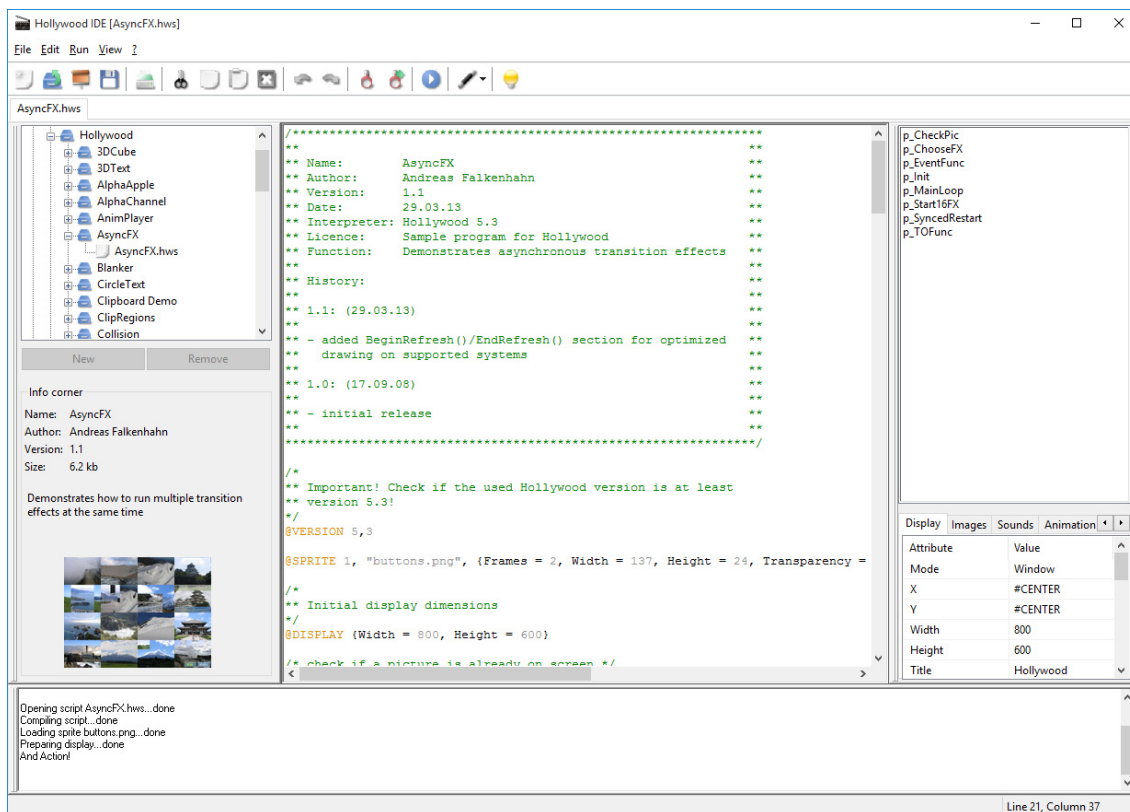 Hollywood IDE [AsyncFX.hws]
File Edit Run View ?
AsyncFX.hws
Hollywood
3DCube
3DText
AlphaApple
AlphaChannel
AnimPlayer
AsyncFX
AsyncFX.hws
Blanker
CircleText
Clipboard Demo
ClipRegions
Collision
New Remove
Info corner
Name: AsyncFX
Author: Andreas Falkenhahn
Version: 1.1
Size: 6.2 kb
Demonstrates how to run multiple transition
effects at the same time
/***************************************************************
** **
** Name: AsyncFX **
** Author: Andreas Falkenhahn **
** Version: 1.1 **
** Date: 29.03.13 **
** Interpreter: Hollywood 5.3 **
** Licence: Sample program for Hollywood **
** Function: Demonstrates asynchronous transition effects **
** **
** History: **
** **
** 1.1: (29.03.13) **
** **
** - added BeginRefresh()/EndRefresh() section for optimized **
** drawing on supported systems **
** **
** 1.0: (17.09.08) **
** **
** - initial release **
** **
***************************************************************/
/*
** Important! Check if the used Hollywood version is at least
** version 5.3!
*/
@VERSION 5,3
@SPRITE 1, "buttons.png", {Frames = 2, Width = 137, Height = 24, Transparency =
/*
** Initial display dimensions
*/
@DISPLAY {Width = 800, Height = 600}
/* check if a picture is already on screen */
p_CheckPic
p_ChooseFX
p_EventFunc
p_Init
p_MainLoop
p_Start16FX
p_SyncedRestart
p_TOFunc
Display Images Sounds Animation
Attribute Value
Mode Window
X #CENTER
Y #CENTER
Width 800
Height 600
Title Hollywood
Opening script AsyncFX.hws...done
Compiling script...done
Loading sprite buttons.png...done
Preparing display...done
And Action!
Line 21, Column 37